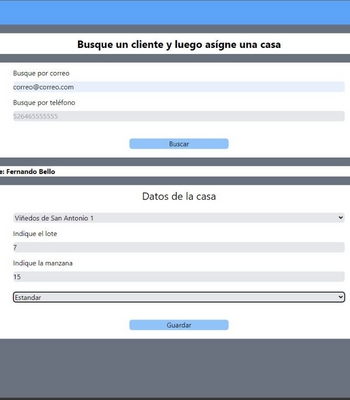 Busque un cliente y luego asígne una casa
Busque por correo
correo@correo.com
Busque por teléfono
526465555555
Buscar
e: Fernando Bello
Datos de la casa
Viñedos de San Antonio 1
Indique el lote
7
Indique la manzana
15
Estandar
Guardar